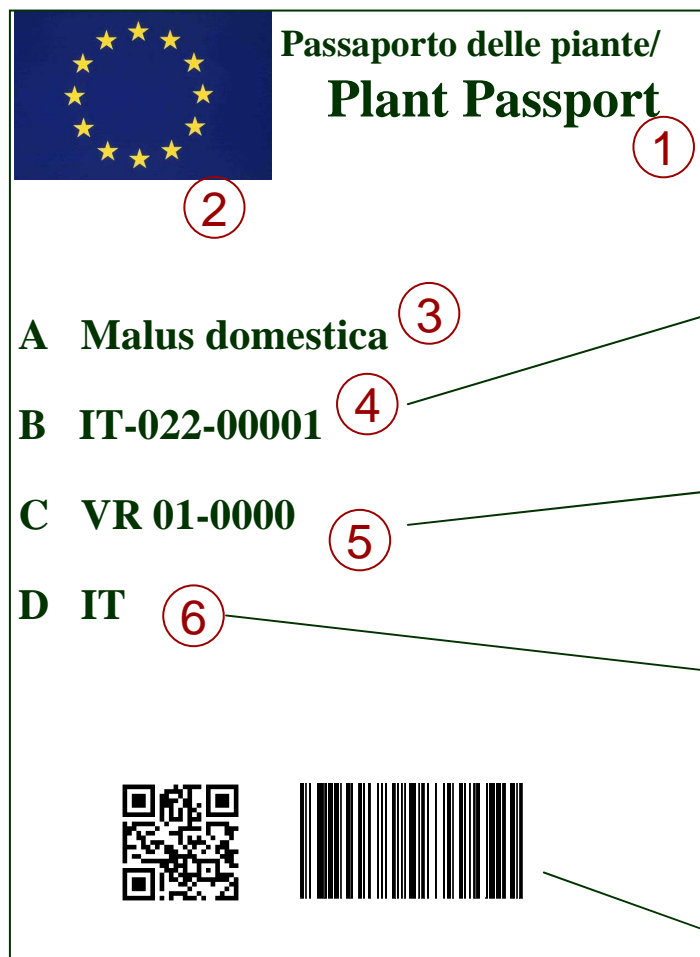 Passaporto delle piante/
Plant Passport
1
2
A Malus domestica
3
B IT-022-00001
4
C VR 01-0000
5
D IT
6